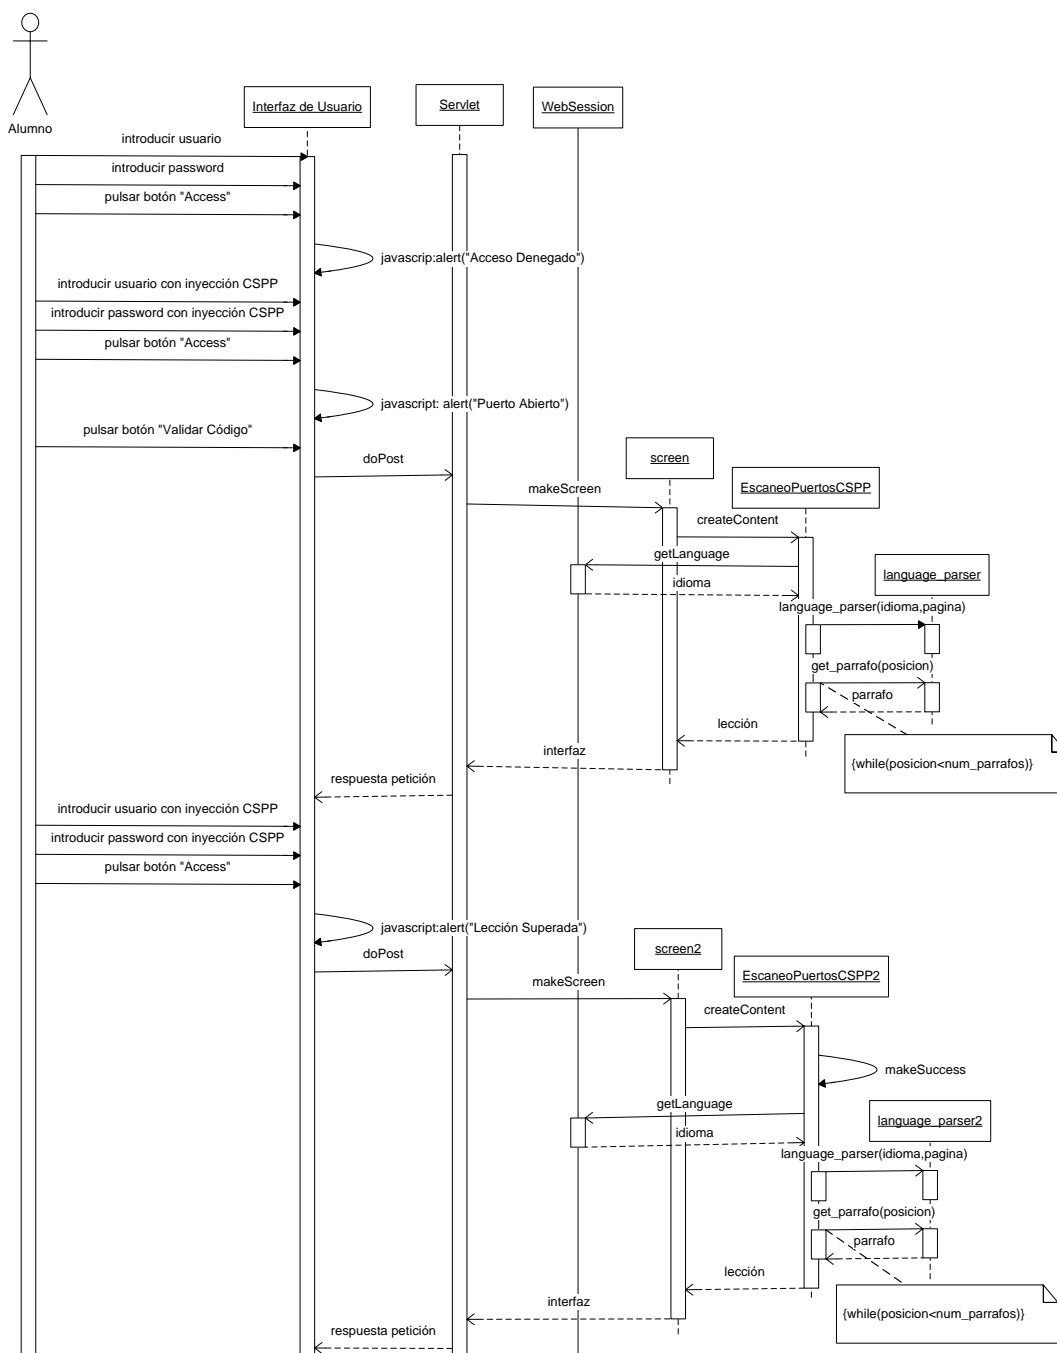 Alumno
Interfaz de Usuario
Servlet
WebSession
introducir usuario
introducir password
pulsar botón "Access"
javascrip:alert("Acceso Denegado")
introducir usuario con inyección CSPP
introducir password con inyección CSPP
pulsar botón "Access"
javascript: alert("Puerto Abierto")
pulsar botón "Validar Código"
doPost
screen
makeScreen
EscaneoPuertosCSPP
createContent
getLanguage
language_parser
idioma
language_parser(idioma,pagina)
get_parrafo(posicion)
parrafo
lección
{while(posicion<num_parrafos)}
interfaz
respuesta petición
introducir usuario con inyección CSPP
introducir password con inyección CSPP
pulsar botón "Access"
javascript:alert("Lección Superada")
doPost
screen2
makeScreen
EscaneoPuertosCSPP2
createContent
makeSuccess
getLanguage
language_parser2
idioma
language_parser(idioma,pagina)
get_parrafo(posicion)
parrafo
lección
interfaz
{while(posicion<num_parrafos)}
respuesta petición